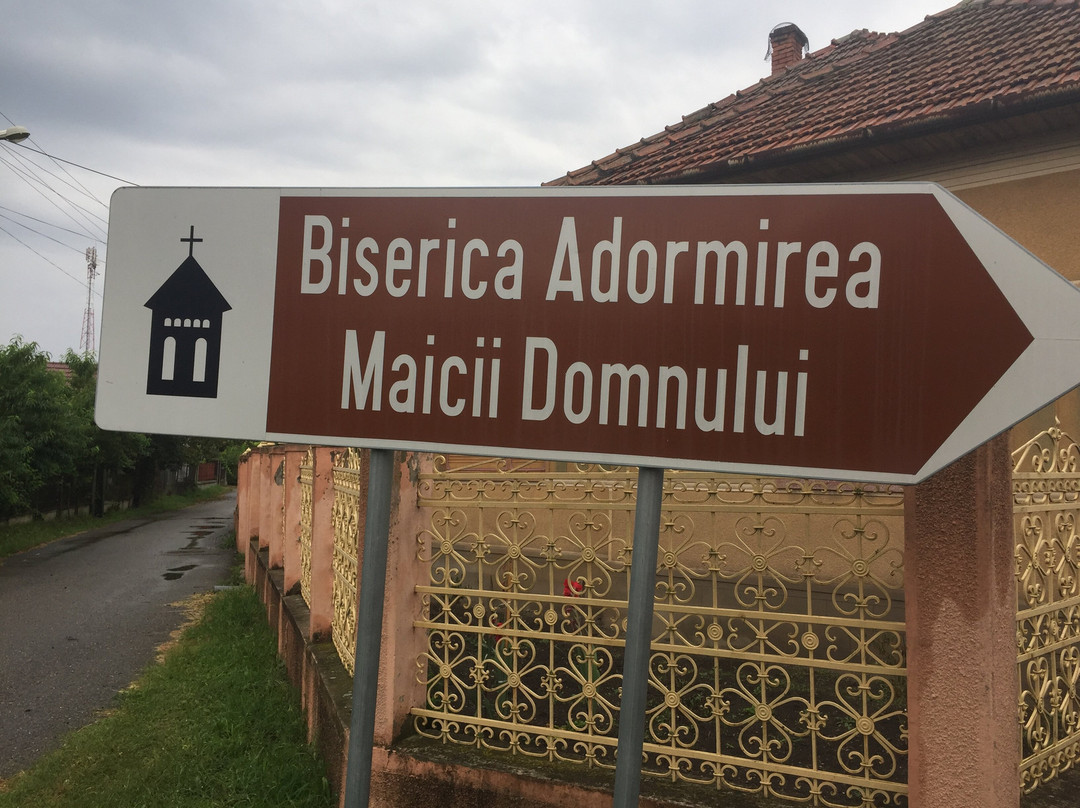 Biserica Adormirea
Maicii Domnului